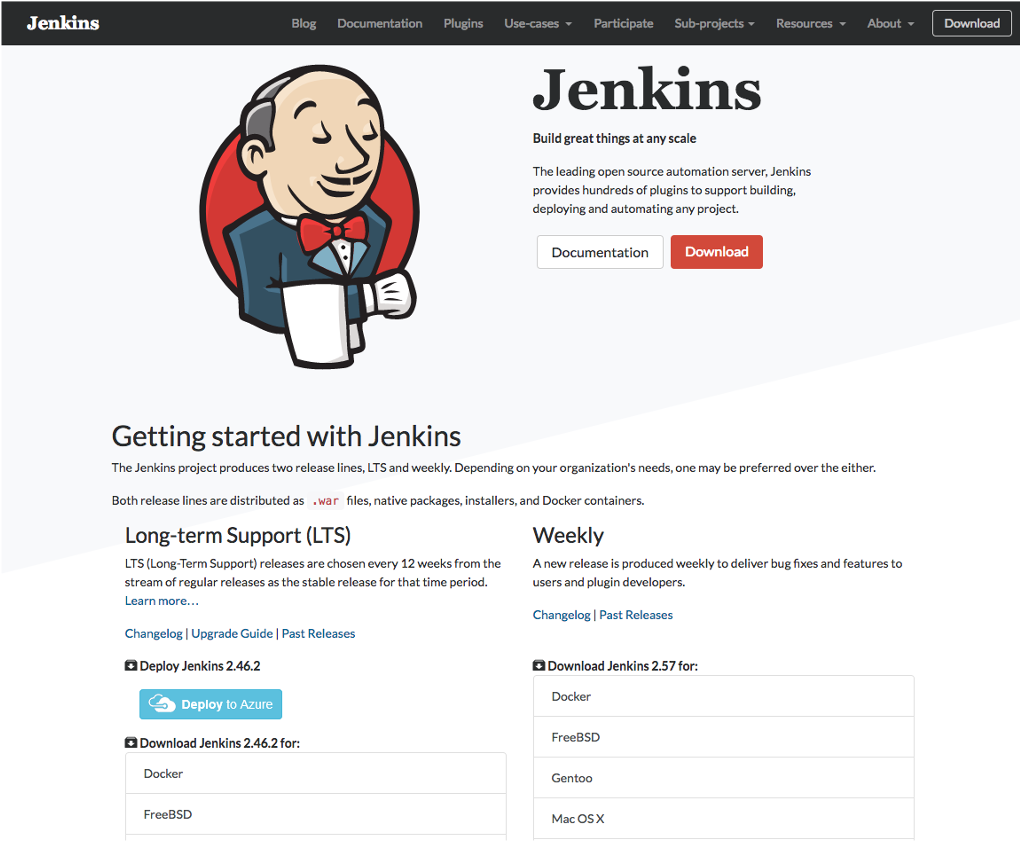 Jenkins Blog Documentation Plugins Use-cases Participate Sub-projects Resources About Download
Jenkins
Build great things at any scale
The leading open source automation server, Jenkins
provides hundreds of plugins to support building,
deploying and automating any project.
Documentation Download
Getting started with Jenkins
The Jenkins project produces two release lines, LTS and weekly. Depending on your organization's needs, one may be preferred over the either.
Both release lines are distributed as .war files, native packages, installers, and Docker containers.
Long-term Support (LTS)
LTS (Long-Term Support) releases are chosen every 12 weeks from the
stream of regular releases as the stable release for that time period.
Learn more…
Changelog | Upgrade Guide | Past Releases
Deploy Jenkins 2.46.2
Deploy to Azure
Download Jenkins 2.46.2 for:
Docker
FreeBSD
Weekly
A new release is produced weekly to deliver bug fixes and features to
users and plugin developers.
Changelog | Past Releases
Download Jenkins 2.57 for:
Docker
FreeBSD
Gentoo
Mac OS X